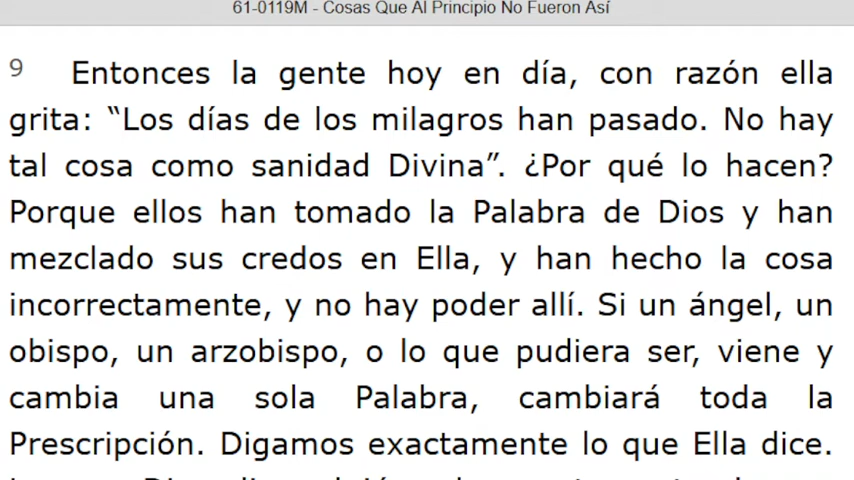 61-0119M - Cosas Que Al Principio No Fueron Así
9 Entonces la gente hoy en día, con razón ella
grita: “Los días de los milagros han pasado. No hay
tal cosa como sanidad Divina”. ¿Por qué lo hacen?
Porque ellos han tomado la Palabra de Dios y han
mezclado sus credos en Ella, y han hecho la cosa
incorrectamente, y no hay poder allí. Si un ángel, un
obispo, un arzobispo, o lo que pudiera ser, viene y
cambia una sola Palabra, cambiará toda la
Prescripción. Digamos exactamente lo que Ella dice.